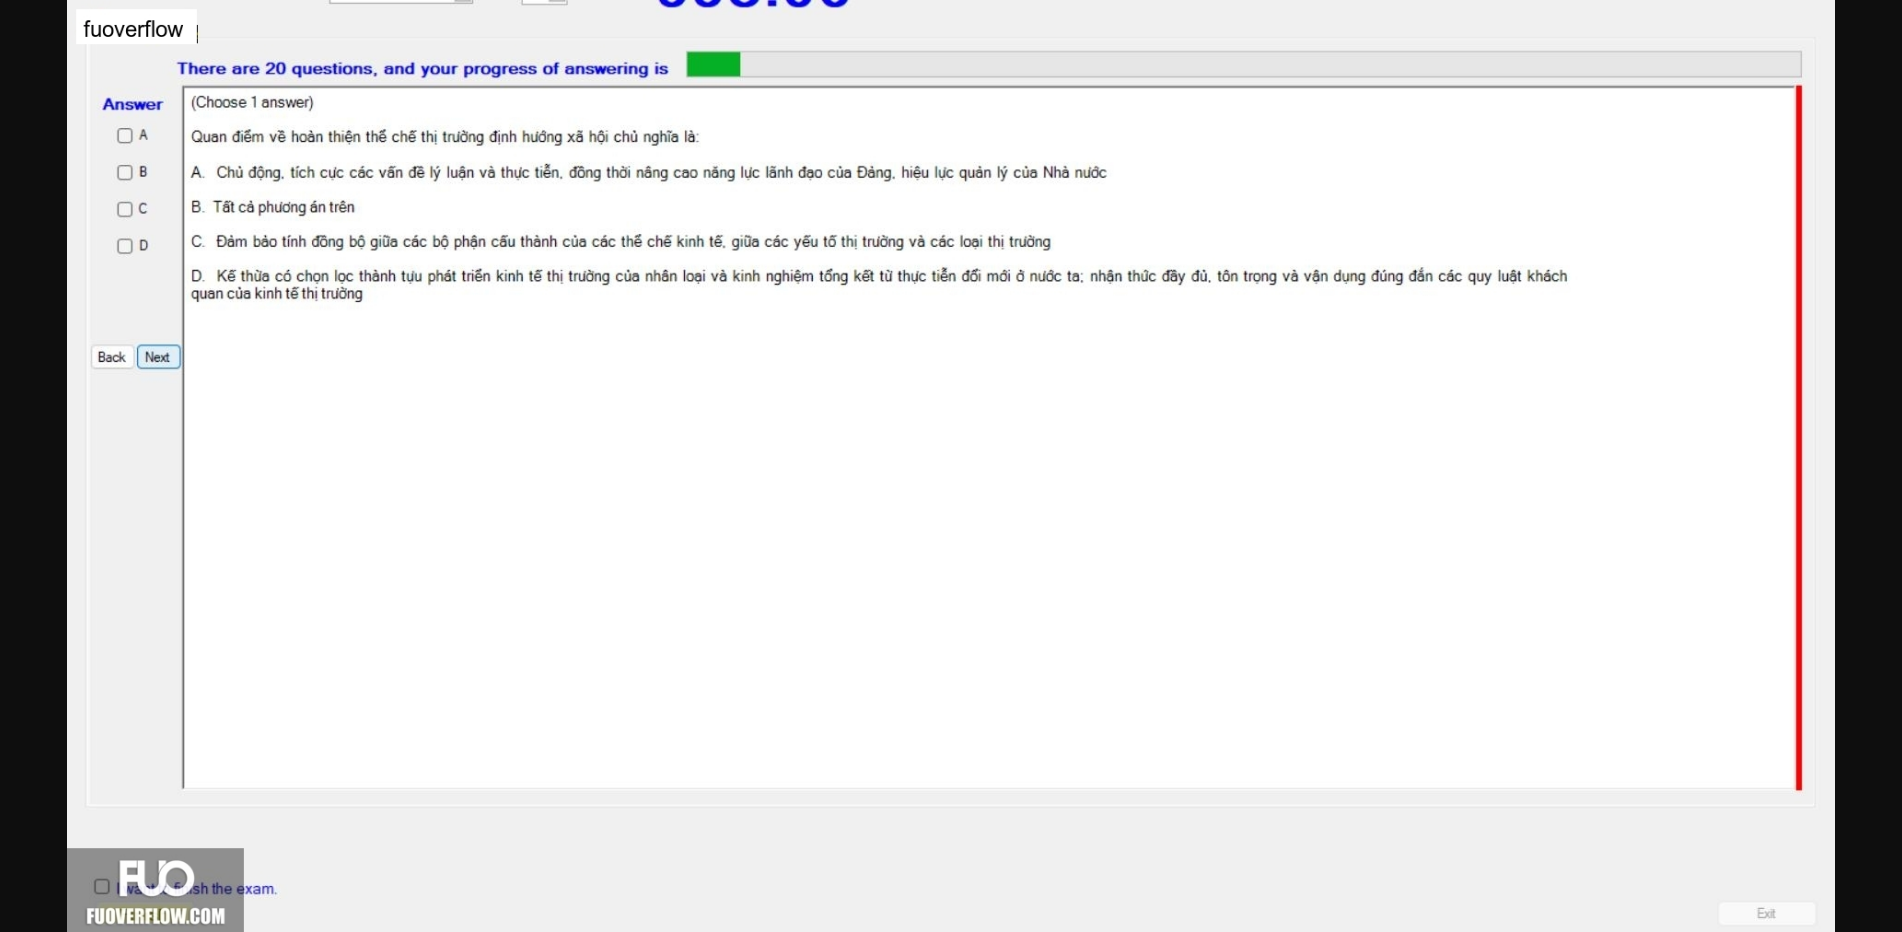 fuoverflow
There are 20 questions, and your progress of answering is
Answer
(Choose 1 answer)
A
Quan điểm về hoàn thiện thể chế thị trường định hướng xã hội chủ nghĩa là:
B
A. Chủ động, tích cực các vấn đề lý luận và thực tiễn, đồng thời nâng cao năng lực lãnh đạo của Đảng, hiệu lực quản lý của Nhà nước
C
B. Tất cả phương án trên
D
C. Đảm bảo tính đồng bộ giữa các bộ phận cấu thành của các thể chế kinh tế, giữa các yếu tố thị trường và các loại thị trường
D. Kế thừa có chọn lọc thành tựu phát triển kinh tế thị trường của nhân loại và kinh nghiệm tổng kết từ thực tiễn đổi mới ở nước ta; nhận thức đầy đủ, tôn trọng và vận dụng đúng đắn các quy luật khách
quan của kinh tế thị trường
Back Next
FUO
I want finish the exam.
FUOVERFLOW.COM
Exit